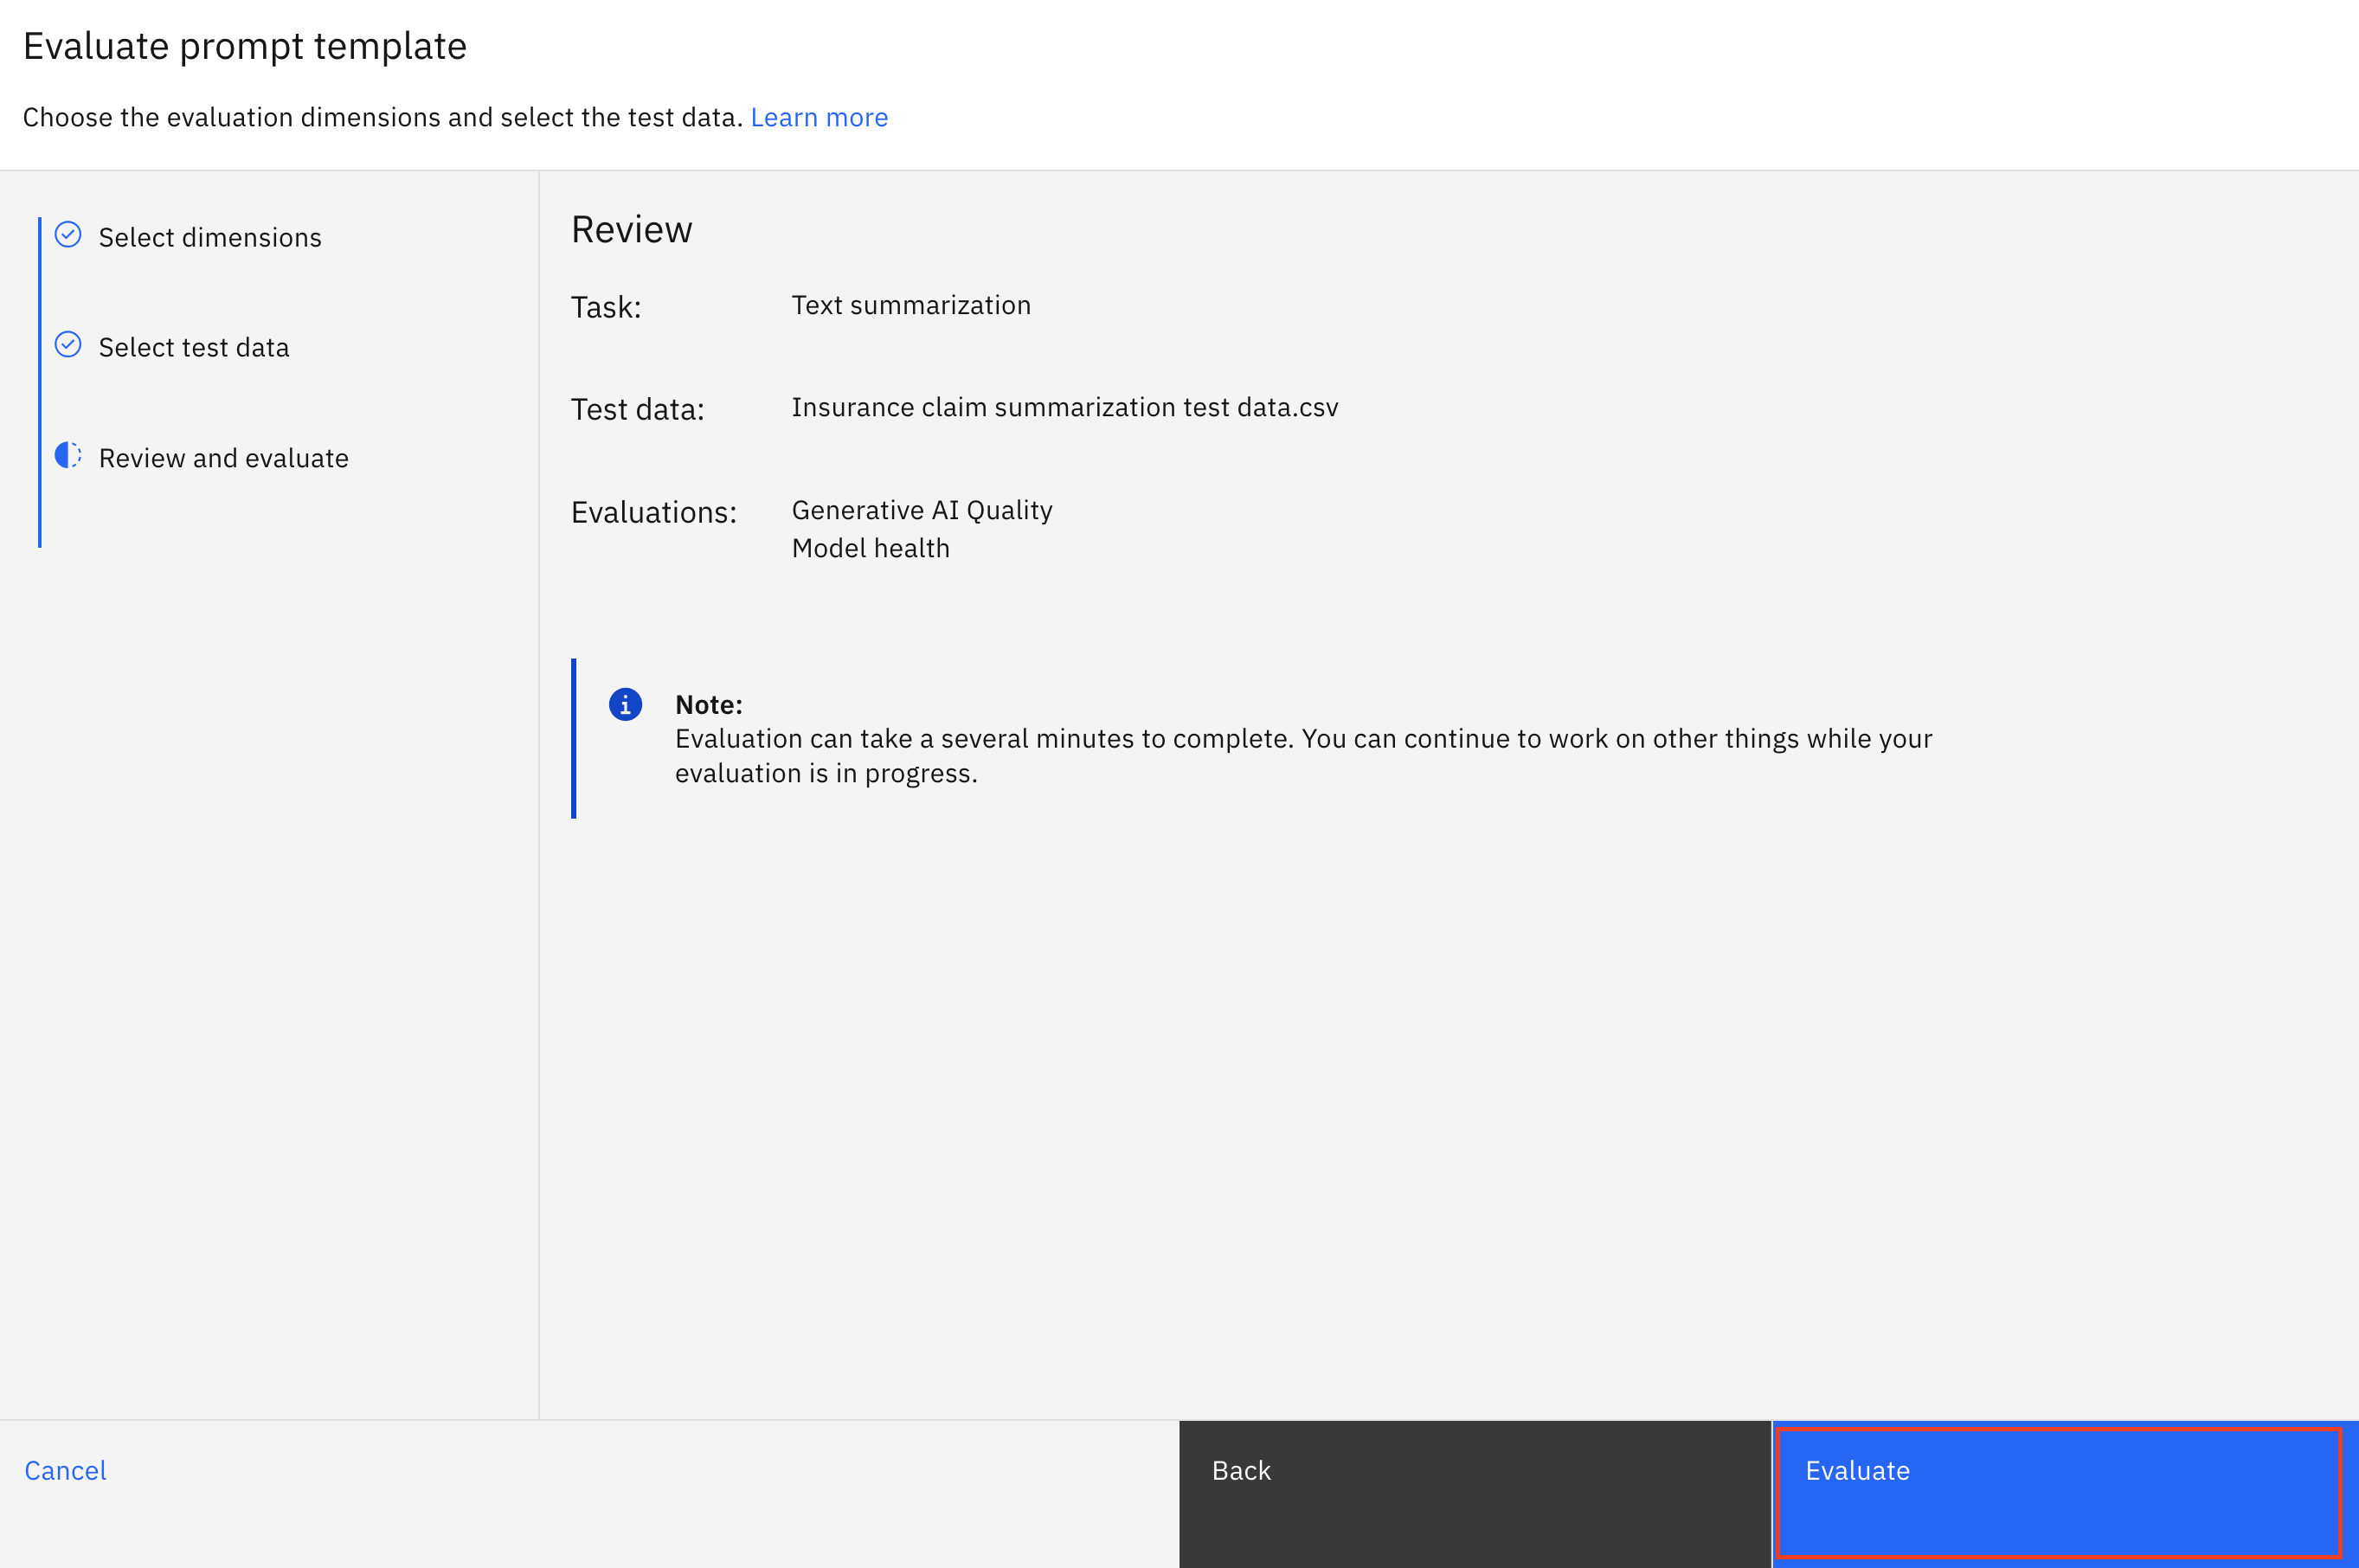 Evaluate prompt template
Choose the evaluation dimensions and select the test data. Learn more
Select dimensions
Select test data
Review and evaluate
Review
Task: Text summarization
Test data: Insurance claim summarization test data.csv
Evaluations: Generative AI Quality
Model health
Note:
Evaluation can take a several minutes to complete. You can continue to work on other things while your
evaluation is in progress.
Cancel
Back
Evaluate